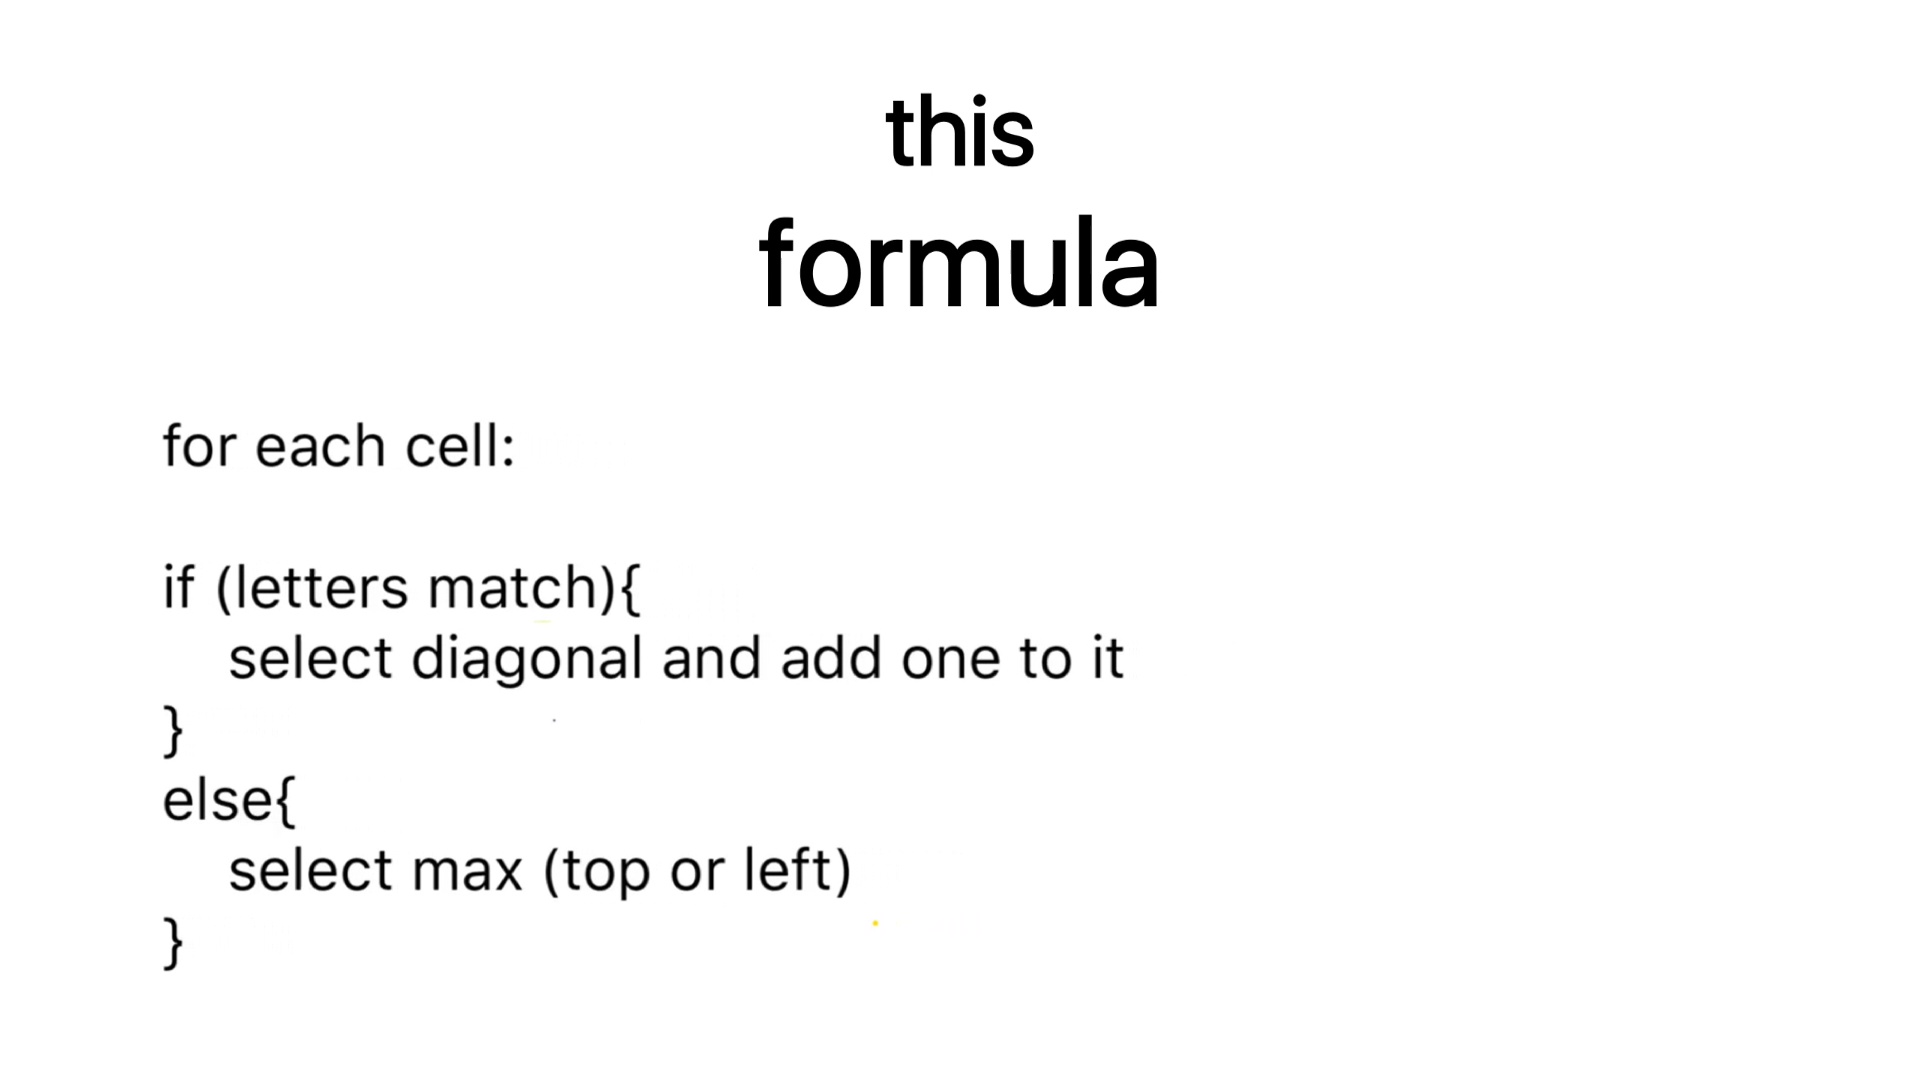 this
formula
for each cell:
if (letters match){
select diagonal and add one to it
}
else{
select max (top or left)
}